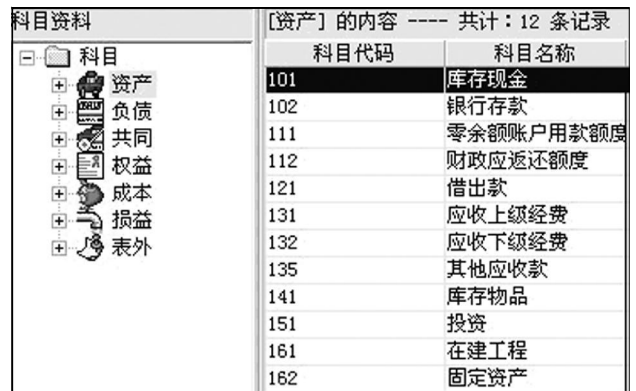 科目资料
科目
资产
负债
共同
权益
成本
损益
表外
[资产] 的内容 ---- 共计：12 条记录
科目代码 科目名称
101 库存现金
102 银行存款
111 零余额账户用款额度
112 财政应返还额度
121 借出款
131 应收上级经费
132 应收下级经费
135 其他应收款
141 库存物品
151 投资
161 在建工程
162 固定资产